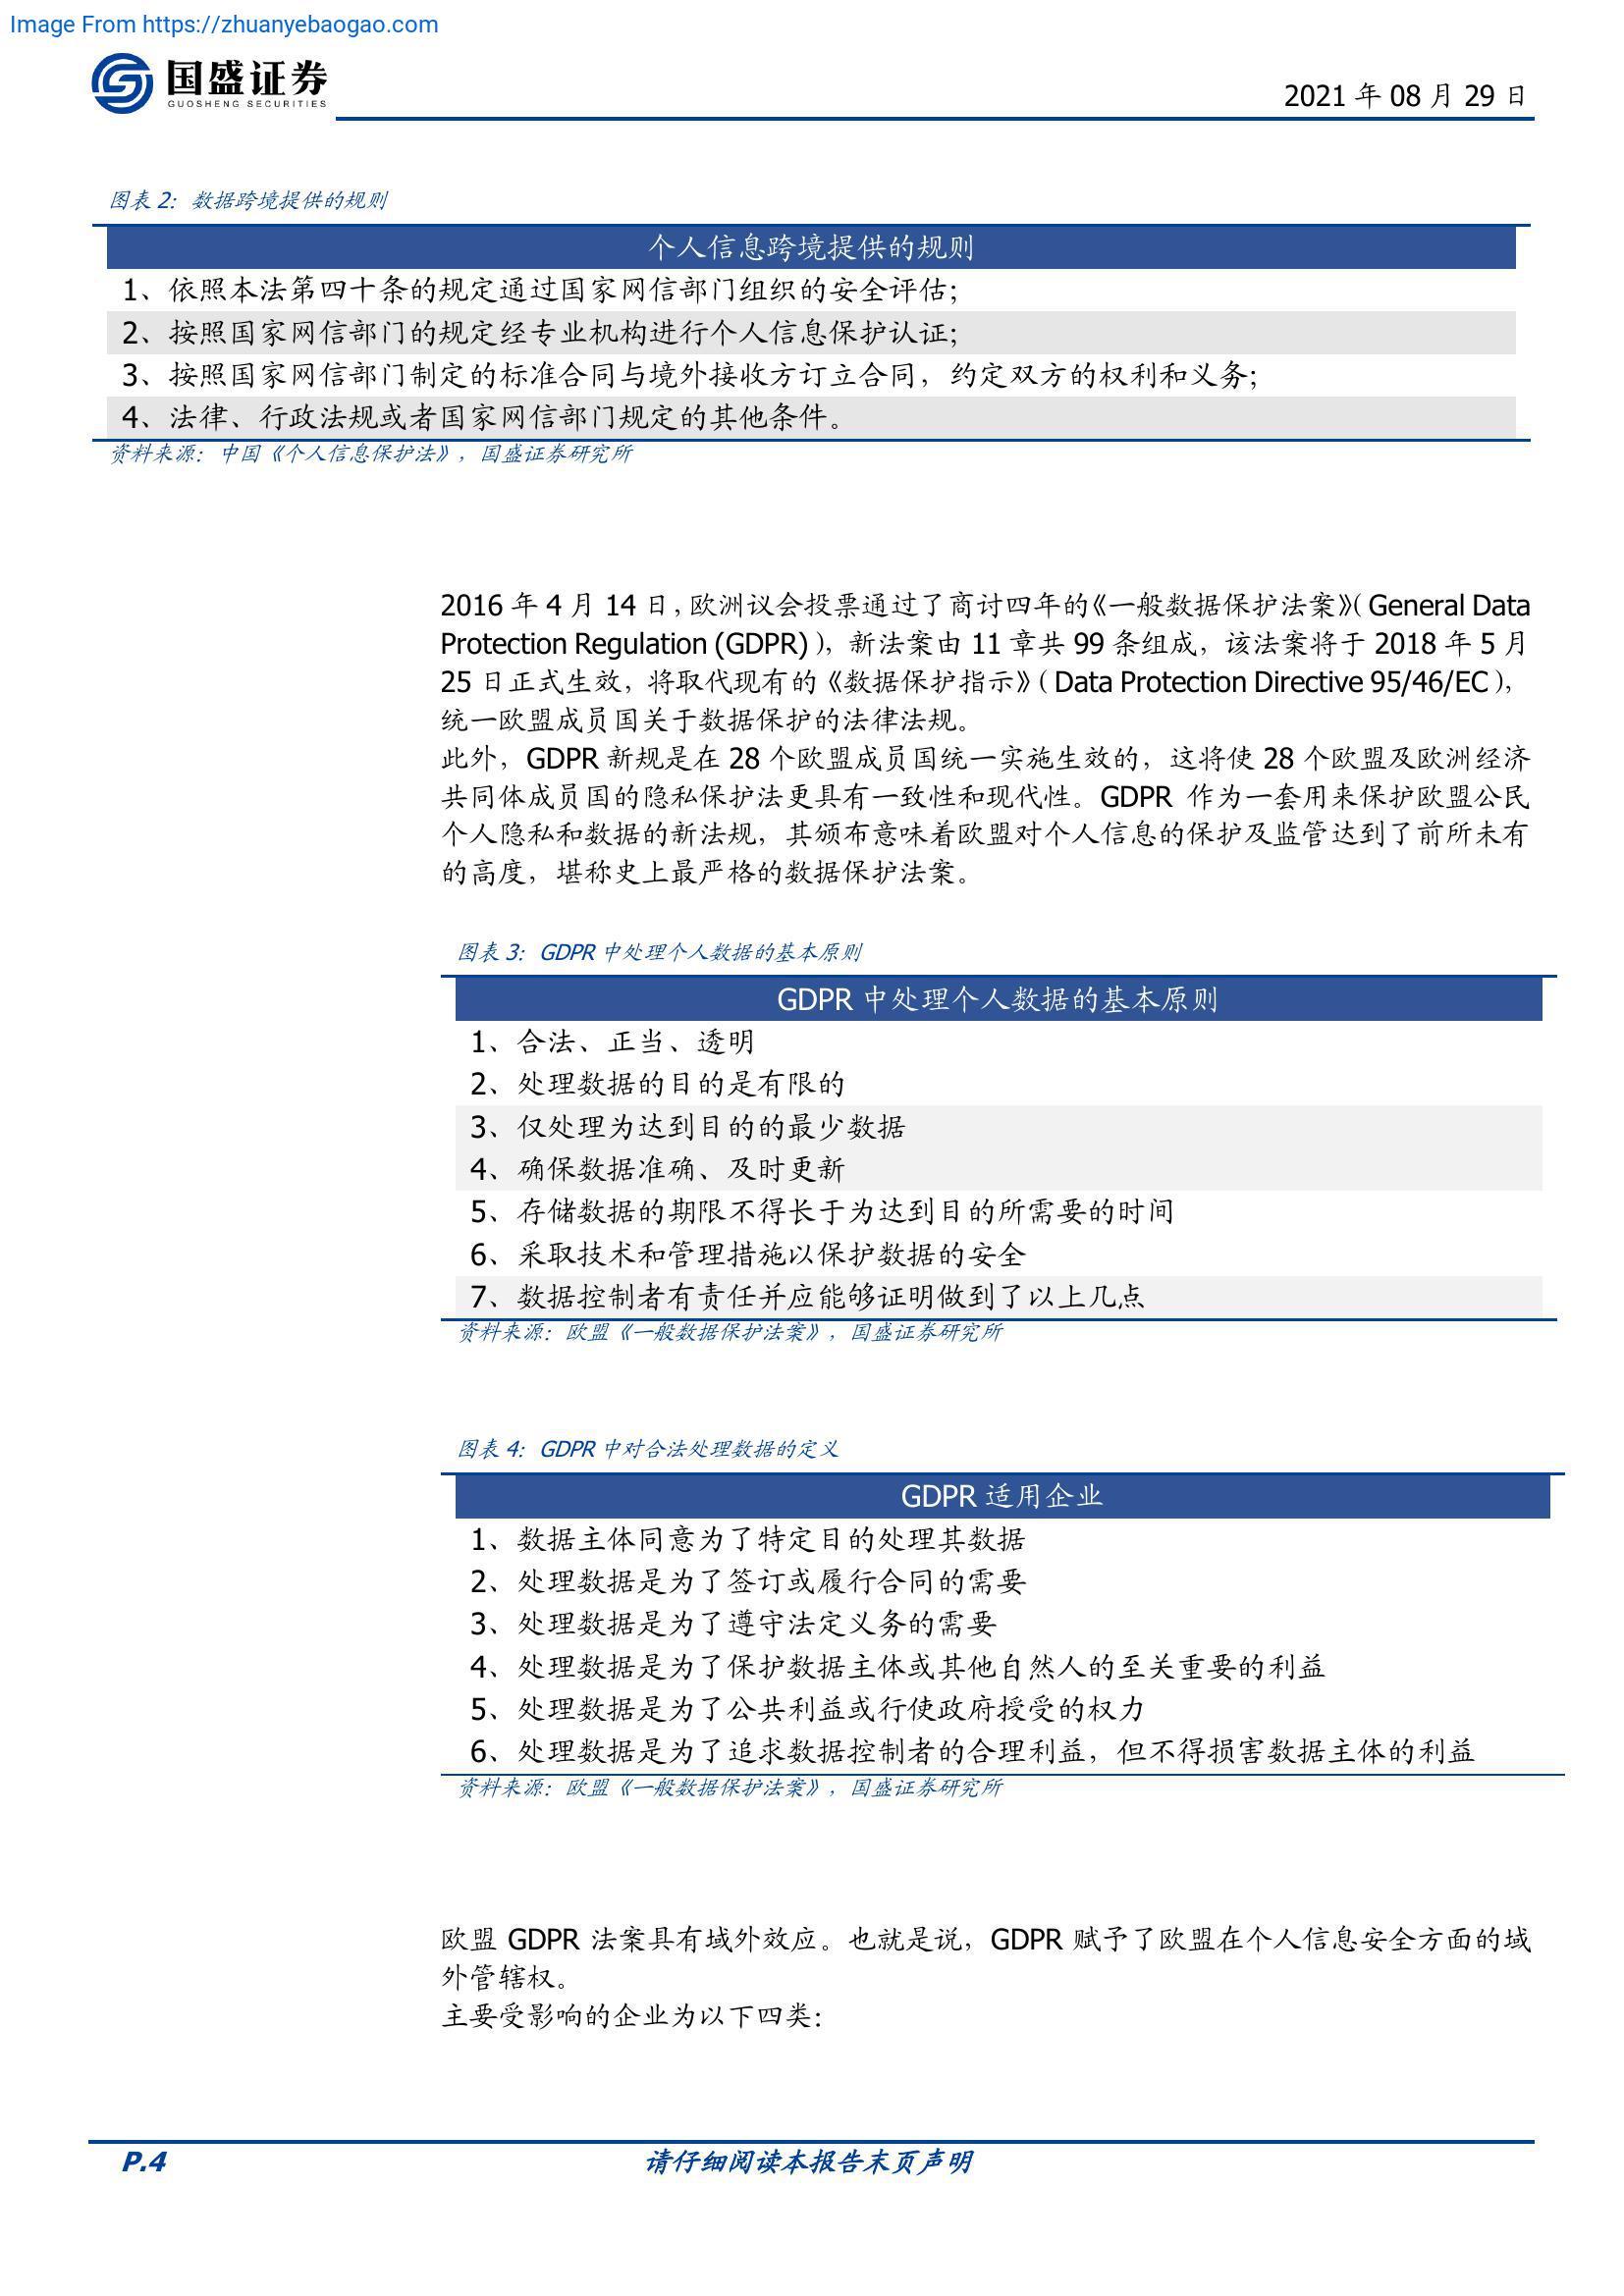 Image From https://zhuanyebaogao.com
国盛证券
GUOSHENG SECURITIES
2021 年 08 月 29 日
图表 2：数据跨境提供的规则
个人信息跨境提供的规则
1、依照本法第四十条的规定通过国家网信部门组织的安全评估；
2、按照国家网信部门的规定经专业机构进行个人信息保护认证；
3、按照国家网信部门制定的标准合同与境外接收方订立合同，约定双方的权利和义务；
4、法律、行政法规或者国家网信部门规定的其他条件。
资料来源：中国《个人信息保护法》，国盛证券研究所
2016 年 4 月 14 日，欧洲议会投票通过了商讨四年的《一般数据保护法案》（General Data
Protection Regulation (GDPR)），新法案由 11 章共 99 条组成，该法案将于 2018 年 5 月
25 日正式生效，将取代现有的《数据保护指示》（Data Protection Directive 95/46/EC），
统一欧盟成员国关于数据保护的法律法规。
此外，GDPR 新规是在 28 个欧盟成员国统一实施生效的，这将使 28 个欧盟及欧洲经济
共同体成员国的隐私保护法更具有一致性和现代性。GDPR 作为一套用来保护欧盟公民
个人隐私和数据的新法规，其颁布意味着欧盟对个人信息的保护及监管达到了前所未有
的高度，堪称史上最严格的数据保护法案。
图表 3：GDPR 中处理个人数据的基本原则
GDPR 中处理个人数据的基本原则
1、合法、正当、透明
2、处理数据的目的是有限的
3、仅处理为达到目的的最少数据
4、确保数据准确、及时更新
5、存储数据的期限不得长于为达到目的所需要的时间
6、采取技术和管理措施以保护数据的安全
7、数据控制者有责任并应能够证明做到了以上几点
资料来源：欧盟《一般数据保护法案》，国盛证券研究所
图表 4：GDPR 中对合法处理数据的定义
GDPR 适用企业
1、数据主体同意为了特定目的处理其数据
2、处理数据是为了签订或履行合同的需要
3、处理数据是为了遵守法定义务的需要
4、处理数据是为了保护数据主体或其他自然人的至关重要的利益
5、处理数据是为了公共利益或行使政府授受的权力
6、处理数据是为了追求数据控制者的合理利益，但不得损害数据主体的利益
资料来源：欧盟《一般数据保护法案》，国盛证券研究所
欧盟 GDPR 法案具有域外效应。也就是说，GDPR 赋予了欧盟在个人信息安全方面的域
外管辖权。
主要受影响的企业为以下四类：
P.4
请仔细阅读本报告末页声明